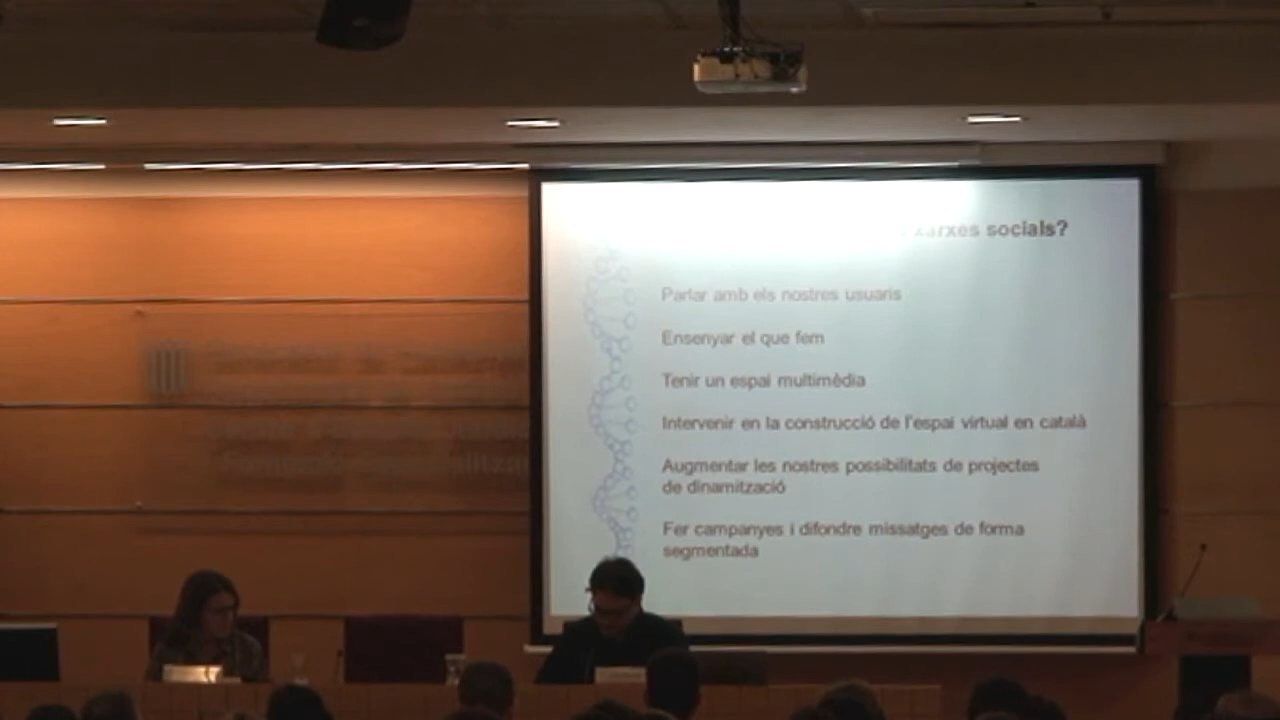 xarxes socials?
Parlar amb els nostres usuaris
Ensenyar el que fem
Tenir un espai multimèdia
Intervenir en la construcció de l'espai virtual en català
Augmentar les nostres possibilitats de projectes
de dinamització
Fer campanyes i difondre missatges de forma
segmentada